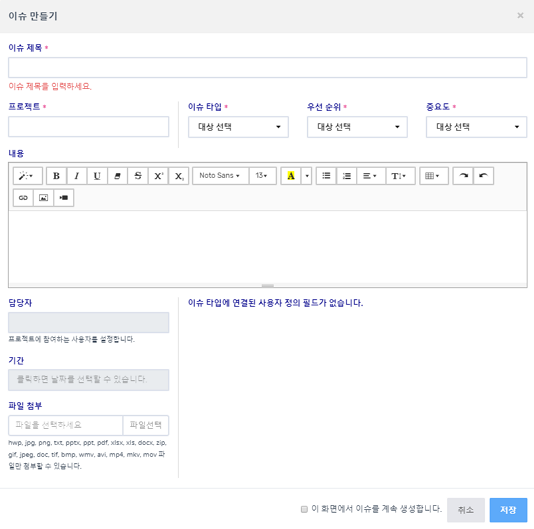 이슈 만들기 ×
이슈 제목 *
이슈 제목을 입력하세요.
프로젝트 * 이슈 타입 * 우선 순위 * 중요도 *
대상 선택 대상 선택 대상 선택
내용
B I U S X¹ X₁ Noto Sans 13 A T↕
담당자 이슈 타입에 연결된 사용자 정의 필드가 없습니다.
프로젝트에 참여하는 사용자를 설정합니다.
기간
클릭하면 날짜를 선택할 수 있습니다.
파일 첨부
파일을 선택하세요 파일선택
hwp, jpg, png, txt, pptx, ppt, pdf, xlsx, xls, docx, zip,
gif, jpeg, doc, tif, bmp, wmv, avi, mp4, mkv, mov 파
일만 첨부할 수 있습니다.
이 화면에서 이슈를 계속 생성합니다. 취소 저장